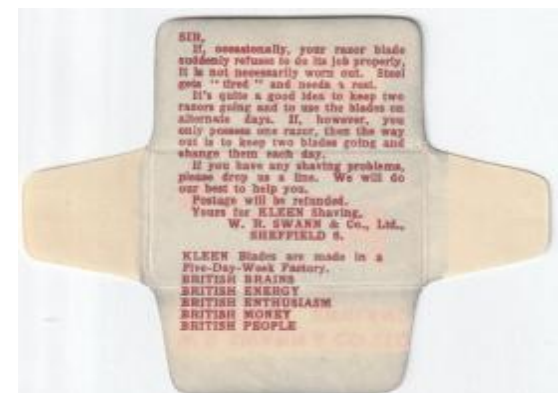 SIR,
If, occasionally, your razor blade
suddenly refuses to do its job properly,
it is not necessarily worn out. Steel
gets "tired" and needs a rest.
It's quite a good idea to keep two
razors going and to use the blades on
alternate days. If, however, you
only possess one razor, then the way
out is to keep two blades going and
change them each day.
If you have any shaving problems,
please drop us a line. We will do
our best to help you.
Postage will be refunded.
Yours for KLEEN Shaving,
W. R. SWANN & Co., Ltd.,
SHEFFIELD 6.
KLEEN Blades are made in a
Five-Day-Week Factory.
BRITISH BRAINS
BRITISH ENERGY
BRITISH ENTHUSIASM
BRITISH MONEY
BRITISH PEOPLE